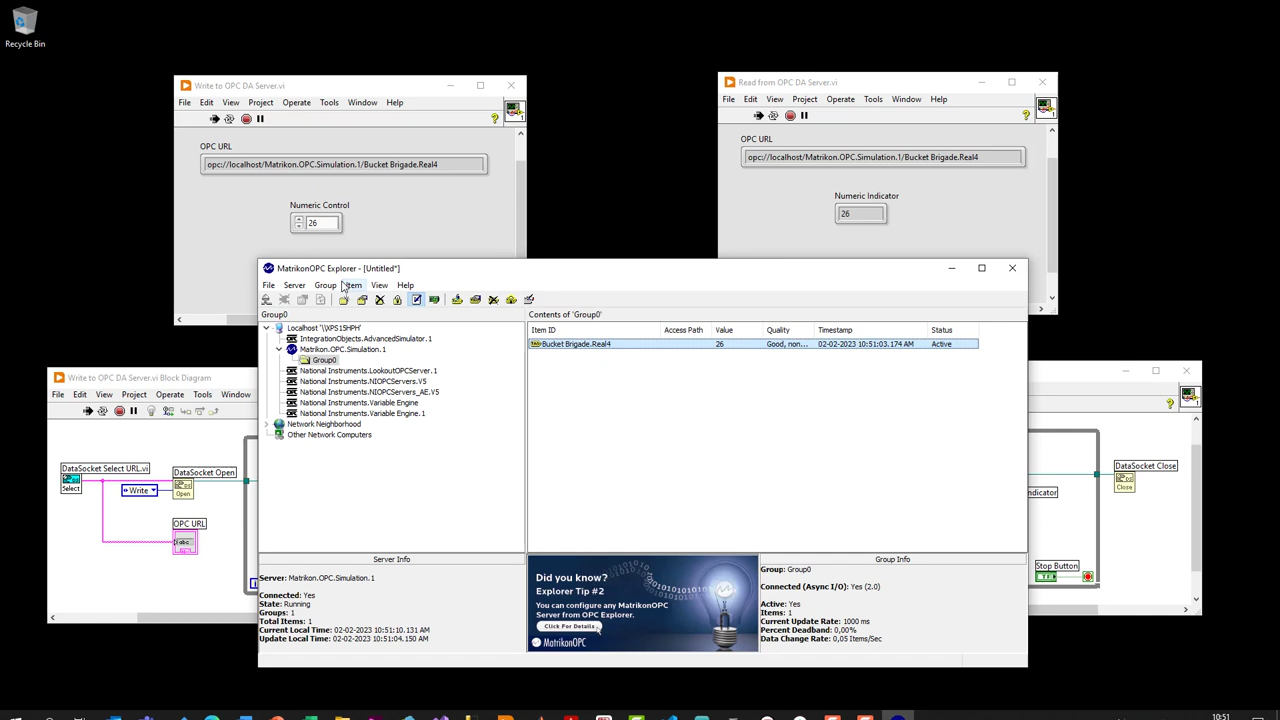 Recycle Bin
Write to OPC DA Server.vi
File Edit View Project Operate Tools Window Help
OPC URL
opc://localhost/Matrikon.OPC.Simulation.1/Bucket Brigade.Real4
Numeric Control
26
Read from OPC DA Server.vi
File Edit View Project Operate Tools Window Help
OPC URL
opc://localhost/Matrikon.OPC.Simulation.1/Bucket Brigade.Real4
Numeric Indicator
26
MatrikonOPC Explorer - [Untitled*]
File Server Group Item View Help
Group0
Localhost '\\XPS15HPH'
IntegrationObjects.AdvancedSimulator.1
Matrikon.OPC.Simulation.1
Group0
National Instruments.LookoutOPCServer.1
National Instruments.NIOPCServers.V5
National Instruments.NIOPCServers_AE.V5
National Instruments.Variable Engine
National Instruments.Variable Engine.1
Network Neighborhood
Other Network Computers
Contents of 'Group0'
Item ID Access Path Value Quality Timestamp Status
Bucket Brigade.Real4 26 Good, non... 02-02-2023 10:51:03.174 AM Active
Server Info
Server: Matrikon.OPC.Simulation.1
Connected: Yes
State: Running
Groups: 1
Total Items: 1
Current Local Time: 02-02-2023 10:51:10.131 AM
Update Local Time: 02-02-2023 10:51:04.150 AM
Did you know?
Explorer Tip #2
You can configure any MatrikonOPC
Server from OPC Explorer.
Click For Details
MatrikonOPC
Group Info
Group: Group0
Connected (Async I/O): Yes (2.0)
Active: Yes
Items: 1
Current Update Rate: 1000 ms
Percent Deadband: 0,00%
Data Change Rate: 0,05 Items/Sec
Write to OPC DA Server.vi Block Diagram
File Edit View Project Operate Tools Window
DataSocket Select URL.vi
Select
DataSocket Open
Write
Open
OPC URL
abc
DataSocket Close
Close
Indicator
Stop Button
TF
10:51